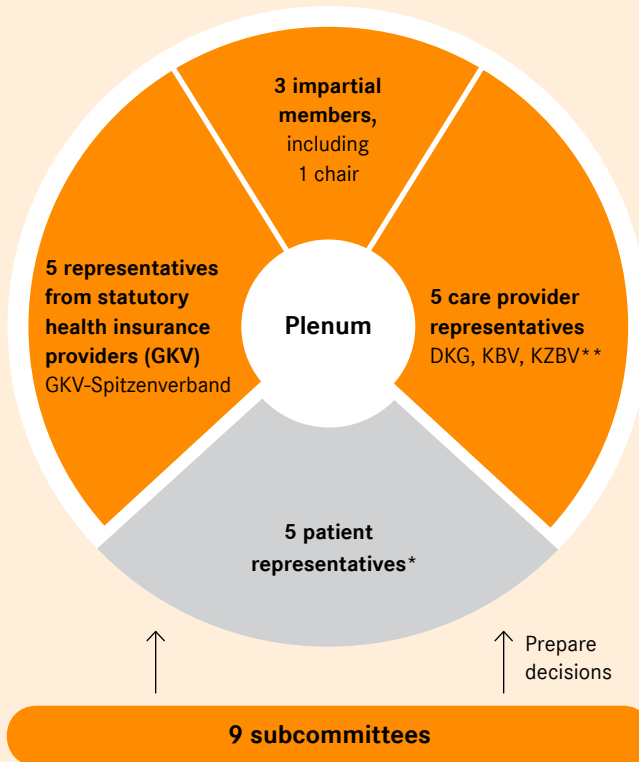 3 impartial
members,
including
1 chair
5 representatives
from statutory
health insurance
providers (GKV)
GKV-Spitzenverband
Plenum
5 care provider
representatives
DKG, KBV, KZBV**
5 patient
representatives*
Prepare
decisions
9 subcommittees